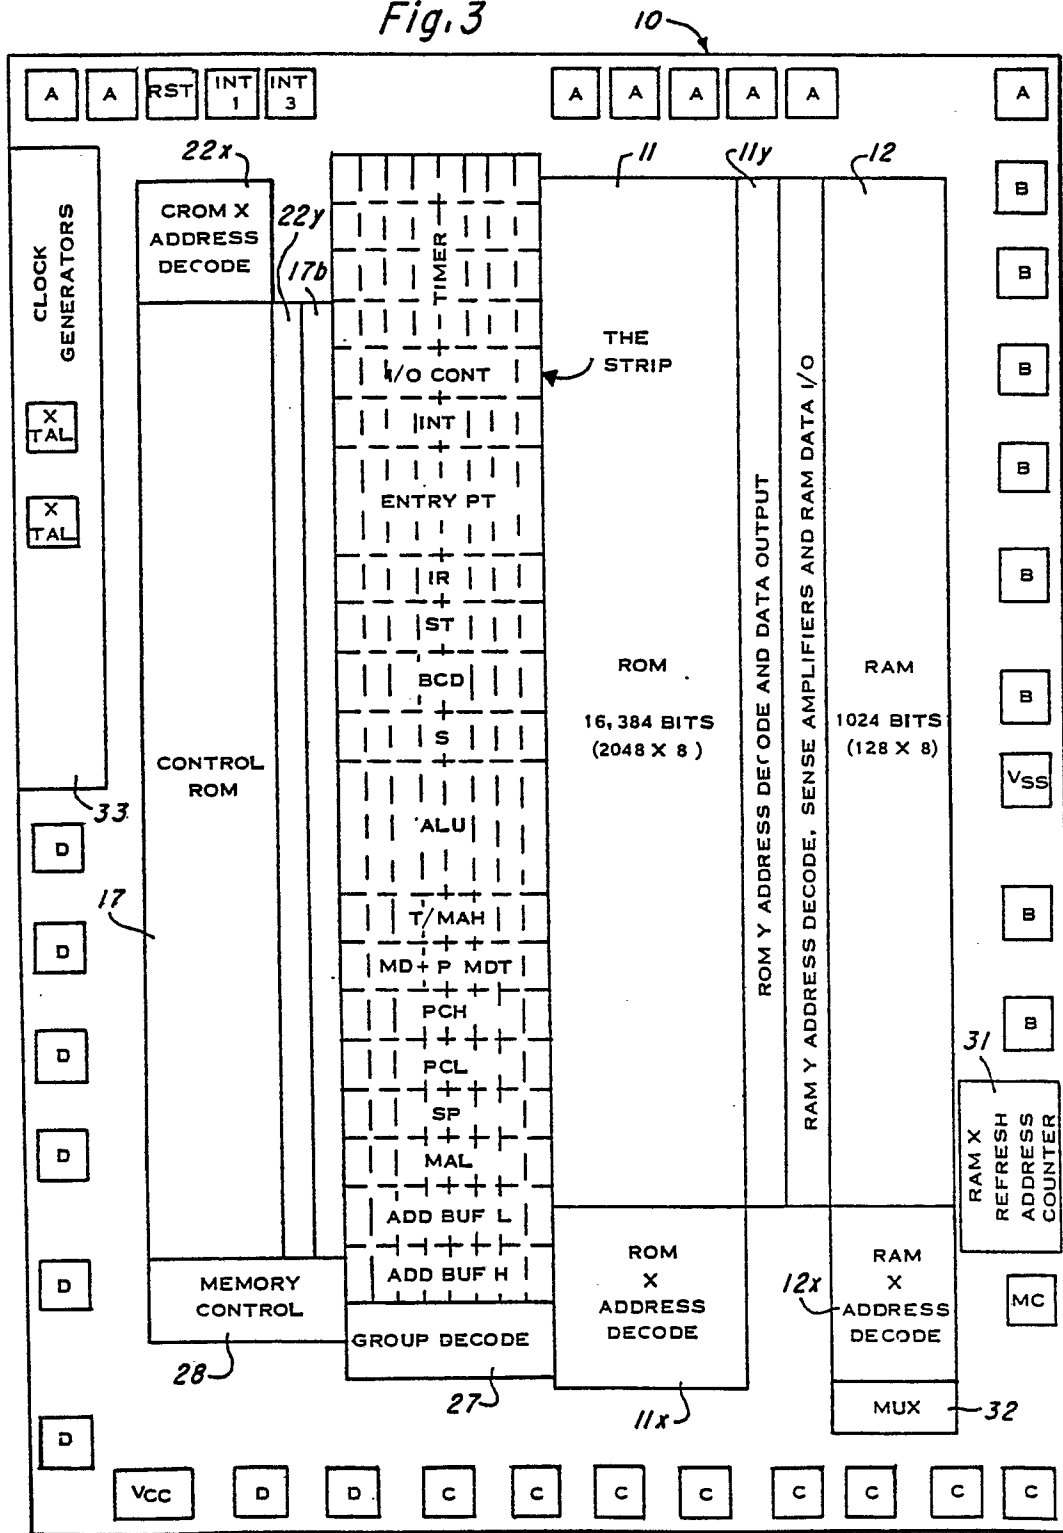 Fig.3
10
A A RST INT 1 INT 3 A A A A A A
22x
11
11y
12
CROM X
ADDRESS
DECODE
22y
17b
CLOCK
GENERATORS
X
TAL
X
TAL
33
TIMER
I/O CONT
INT
ENTRY PT
IR
ST
BCD
S
ALU
T/MAH
MD + P MDT
PCH
PCL
SP
MAL
ADD BUF L
ADD BUF H
THE
STRIP
CONTROL
ROM
17
ROM
16,384 BITS
(2048 X 8)
ROM Y ADDRESS DECODE AND DATA OUTPUT
RAM Y ADDRESS DECODE, SENSE AMPLIFIERS AND RAM DATA I/O
RAM
1024 BITS
(128 X 8)
B
B
B
B
B
B
VSS
B
B
31
RAM X
REFRESH
ADDRESS
COUNTER
MC
D
D
D
D
D
D
MEMORY
CONTROL
28
GROUP DECODE
27
ROM
X
ADDRESS
DECODE
11x
RAM
X
ADDRESS
DECODE
12x
MUX
32
VCC D D C C C C C C C C